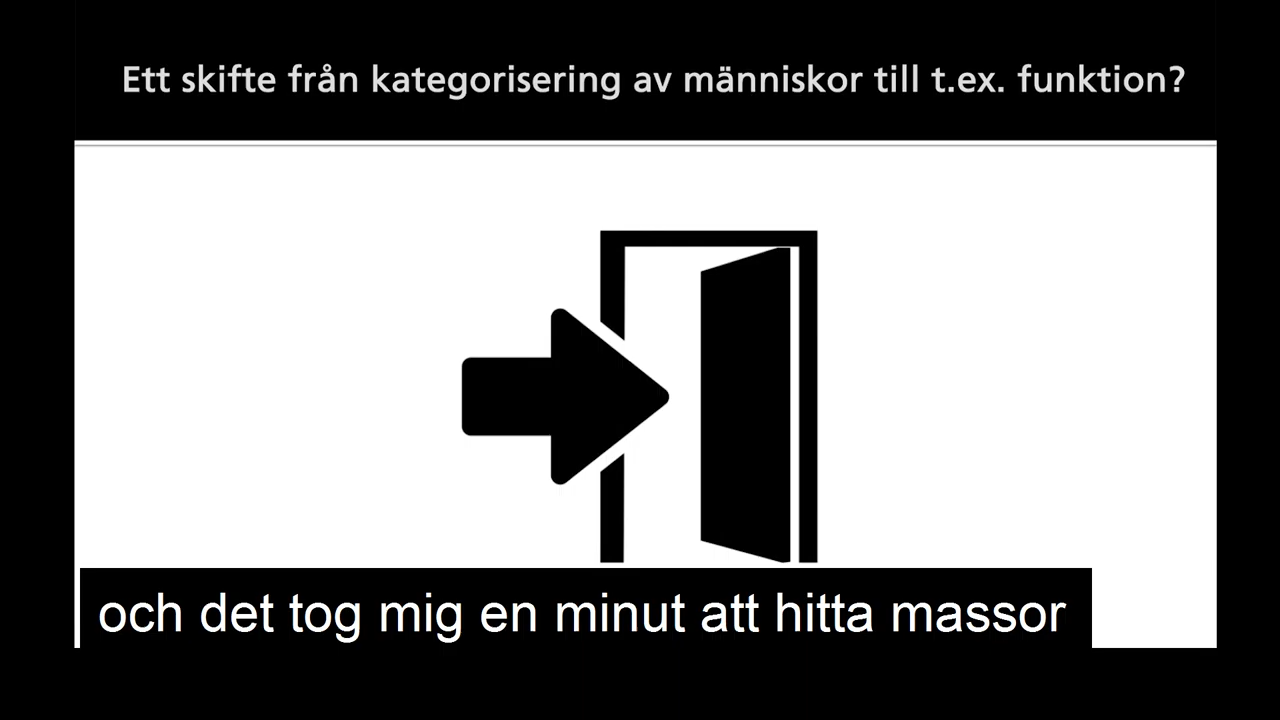 Ett skifte från kategorisering av människor till t.ex. funktion?
och det tog mig en minut att hitta massor